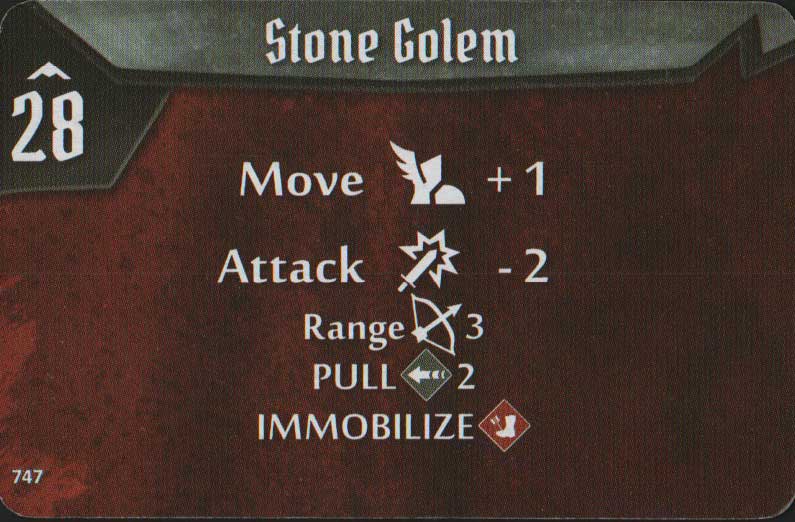 Stone Golem
28
Move + 1
Attack - 2
Range 3
PULL 2
IMMOBILIZE
747